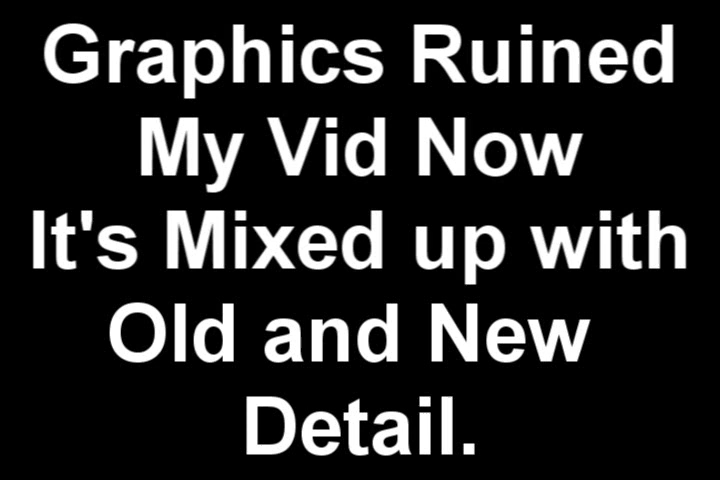 Graphics Ruined
My Vid Now
It's Mixed up with
Old and New
Detail.